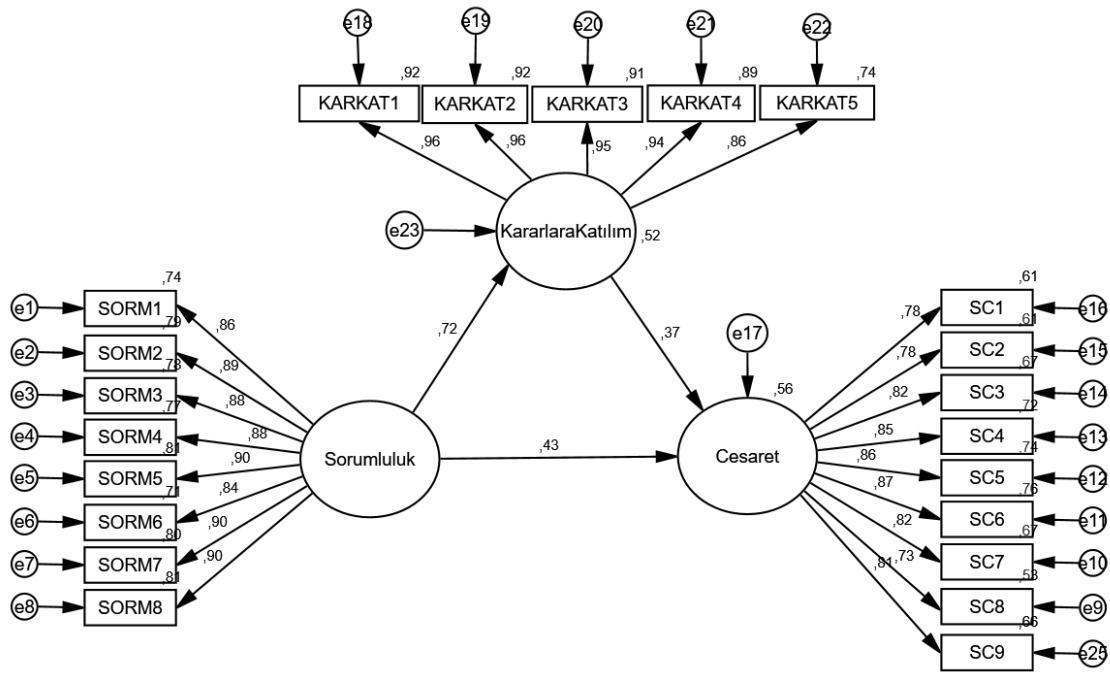 e18 e19 e20 e21 e22
,92 ,92 ,91 ,89 ,74
KARKAT1 KARKAT2 KARKAT3 KARKAT4 KARKAT5
,96 ,96 ,95 ,94 ,86
e23 KararlaraKatılım ,52
,72 ,37
e17
,56
Sorumluluk ,43 Cesaret
,74
e1 SORM1 ,86
,79
e2 SORM2 ,89
,78
e3 SORM3 ,88
,77
e4 SORM4 ,88
,81
e5 SORM5 ,90
,71
e6 SORM6 ,84
,80
e7 SORM7 ,90
,81
e8 SORM8 ,90
,61
,78 SC1 e16
,61
,78 SC2 e15
,67
,82 SC3 e14
,72
,85 SC4 e13
,74
,86 SC5 e12
,76
,87 SC6 e11
,67
,82 SC7 e10
,53
,73 SC8 e9
,66
,81 SC9 e25